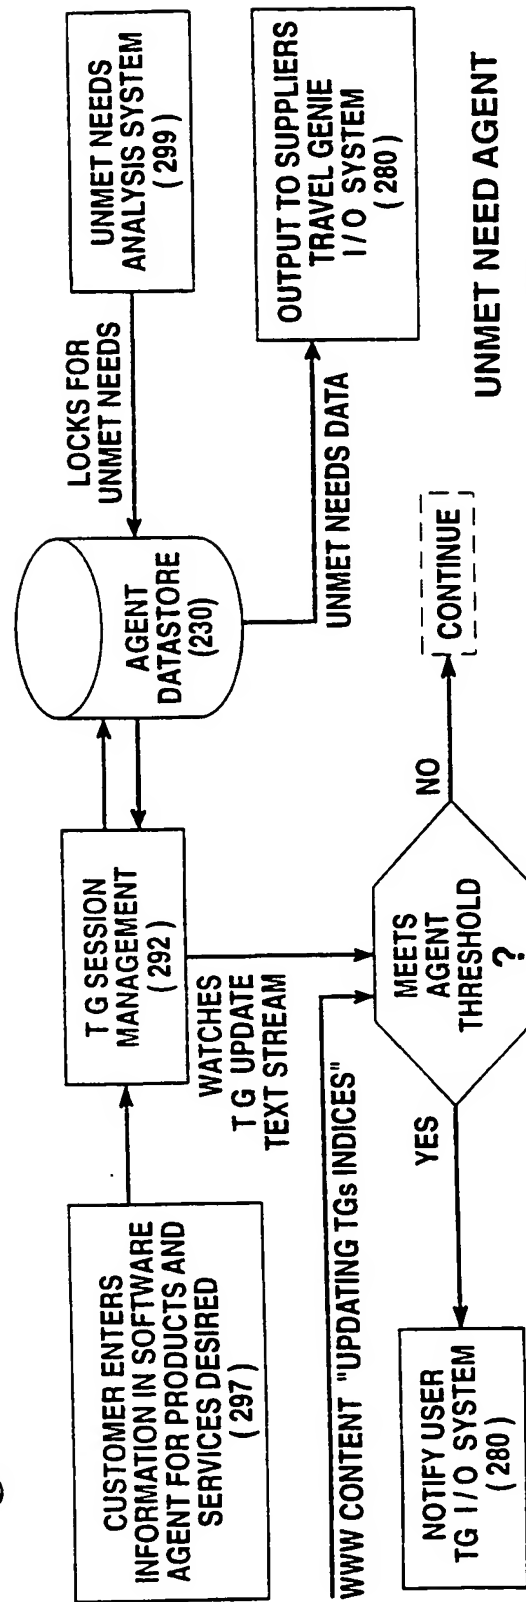 CUSTOMER ENTERS
INFORMATION IN SOFTWARE
AGENT FOR PRODUCTS AND
SERVICES DESIRED
(297)
T G SESSION
MANAGEMENT
(292)
AGENT
DATASTORE
(230)
LOCKS FOR
UNMET NEEDS
UNMET NEEDS
ANALYSIS SYSTEM
(299)
WATCHES
T G UPDATE
TEXT STREAM
UNMET NEEDS DATA
OUTPUT TO SUPPLIERS
TRAVEL GENIE
I/O SYSTEM
(280)
WWW CONTENT "UPDATING TGs INDICES"
MEETS
AGENT
THRESHOLD
?
YES
NO
NOTIFY USER
TG I/O SYSTEM
(280)
CONTINUE
UNMET NEED AGENT